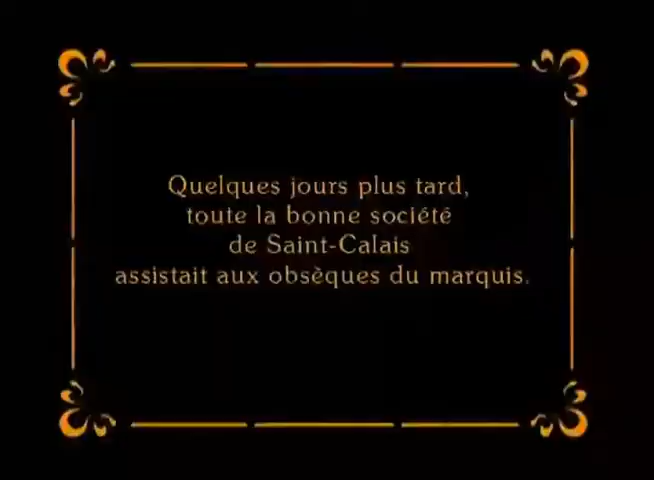 Quelques jours plus tard,
toute la bonne société
de Saint-Calais
assistait aux obsèques du marquis.